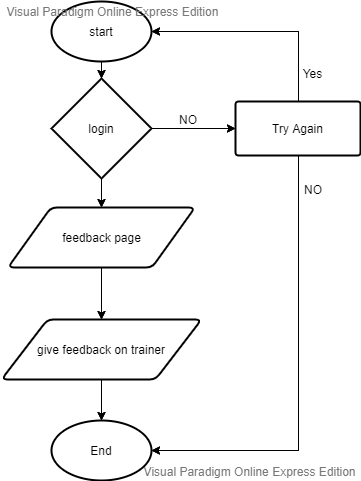 Visual Paradigm Online Express Edition
start
Yes
login
NO
Try Again
NO
feedback page
give feedback on trainer
End
Visual Paradigm Online Express Edition